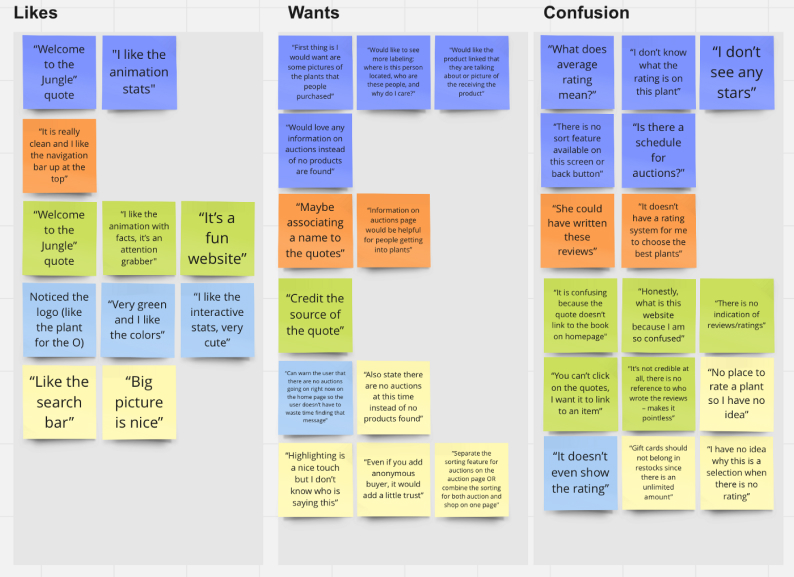 Likes
Wants
Confusion
“Welcome
to the
Jungle”
quote
"I like the
animation
stats"
“It is really
clean and I like
the navigation
bar up at the
top”
“Welcome
to the
Jungle”
quote
“I like the
animation with
facts, it’s an
attention
grabber”
“It’s a
fun
website”
Noticed the
logo (like
the plant
for the O)
“Very green
and I like
the colors”
“I like the
interactive
stats, very
cute”
“Like the
search
bar”
“Big
picture
is nice”
“First thing is I
would want are
some pictures of
the plants that
people
purchased”
“Would like to see
more labeling:
where is this person
located, who are
these people, and
why do I care?”
“Would like the
product linked that
they are talking
about or picture of
the receiving the
product”
“Would love any
information on
auctions instead
of no products
are found”
“Maybe
associating
a name to
the quotes”
“Information on
auctions page
would be helpful
for people getting
into plants”
“Credit the
source of
the quote”
“Can warn the user that
there are no auctions
going on right now on
the home page so the
user doesn’t have to
waste time finding that
message”
“Also state there
are no auctions
at this time
instead of no
products found”
“Highlighting is
a nice touch
but I don’t
know who is
saying this”
“Even if you add
anonymous
buyer, it would
add a little trust”
“Separate the
sorting feature for
auctions on the
auction page OR
combine the sorting
for both auction and
shop on one page”
“What does
average
rating
mean?”
“I don’t know
what the
rating is on
this plant”
“I don’t
see any
stars”
“There is no
sort feature
available on
this screen or
back button”
“Is there a
schedule
for
auctions?”
“She could
have written
these
reviews”
“It doesn’t
have a rating
system for me
to choose the
best plants”
“It is confusing
because the
quote doesn’t
link to the book
on homepage”
“Honestly,
what is this
website
because I am
so confused”
“There is no
indication of
reviews/ratings”
“You can’t click
on the quotes,
I want it to link
to an item”
“It’s not credible at
all, there is no
reference to who
wrote the reviews
– makes it
pointless”
“No place to
rate a plant
so I have no
idea”
“It doesn’t
even show
the rating”
“Gift cards should
not belong in
restocks since
there is an
unlimited
amount”
“I have no idea
why this is a
selection when
there is no
rating”